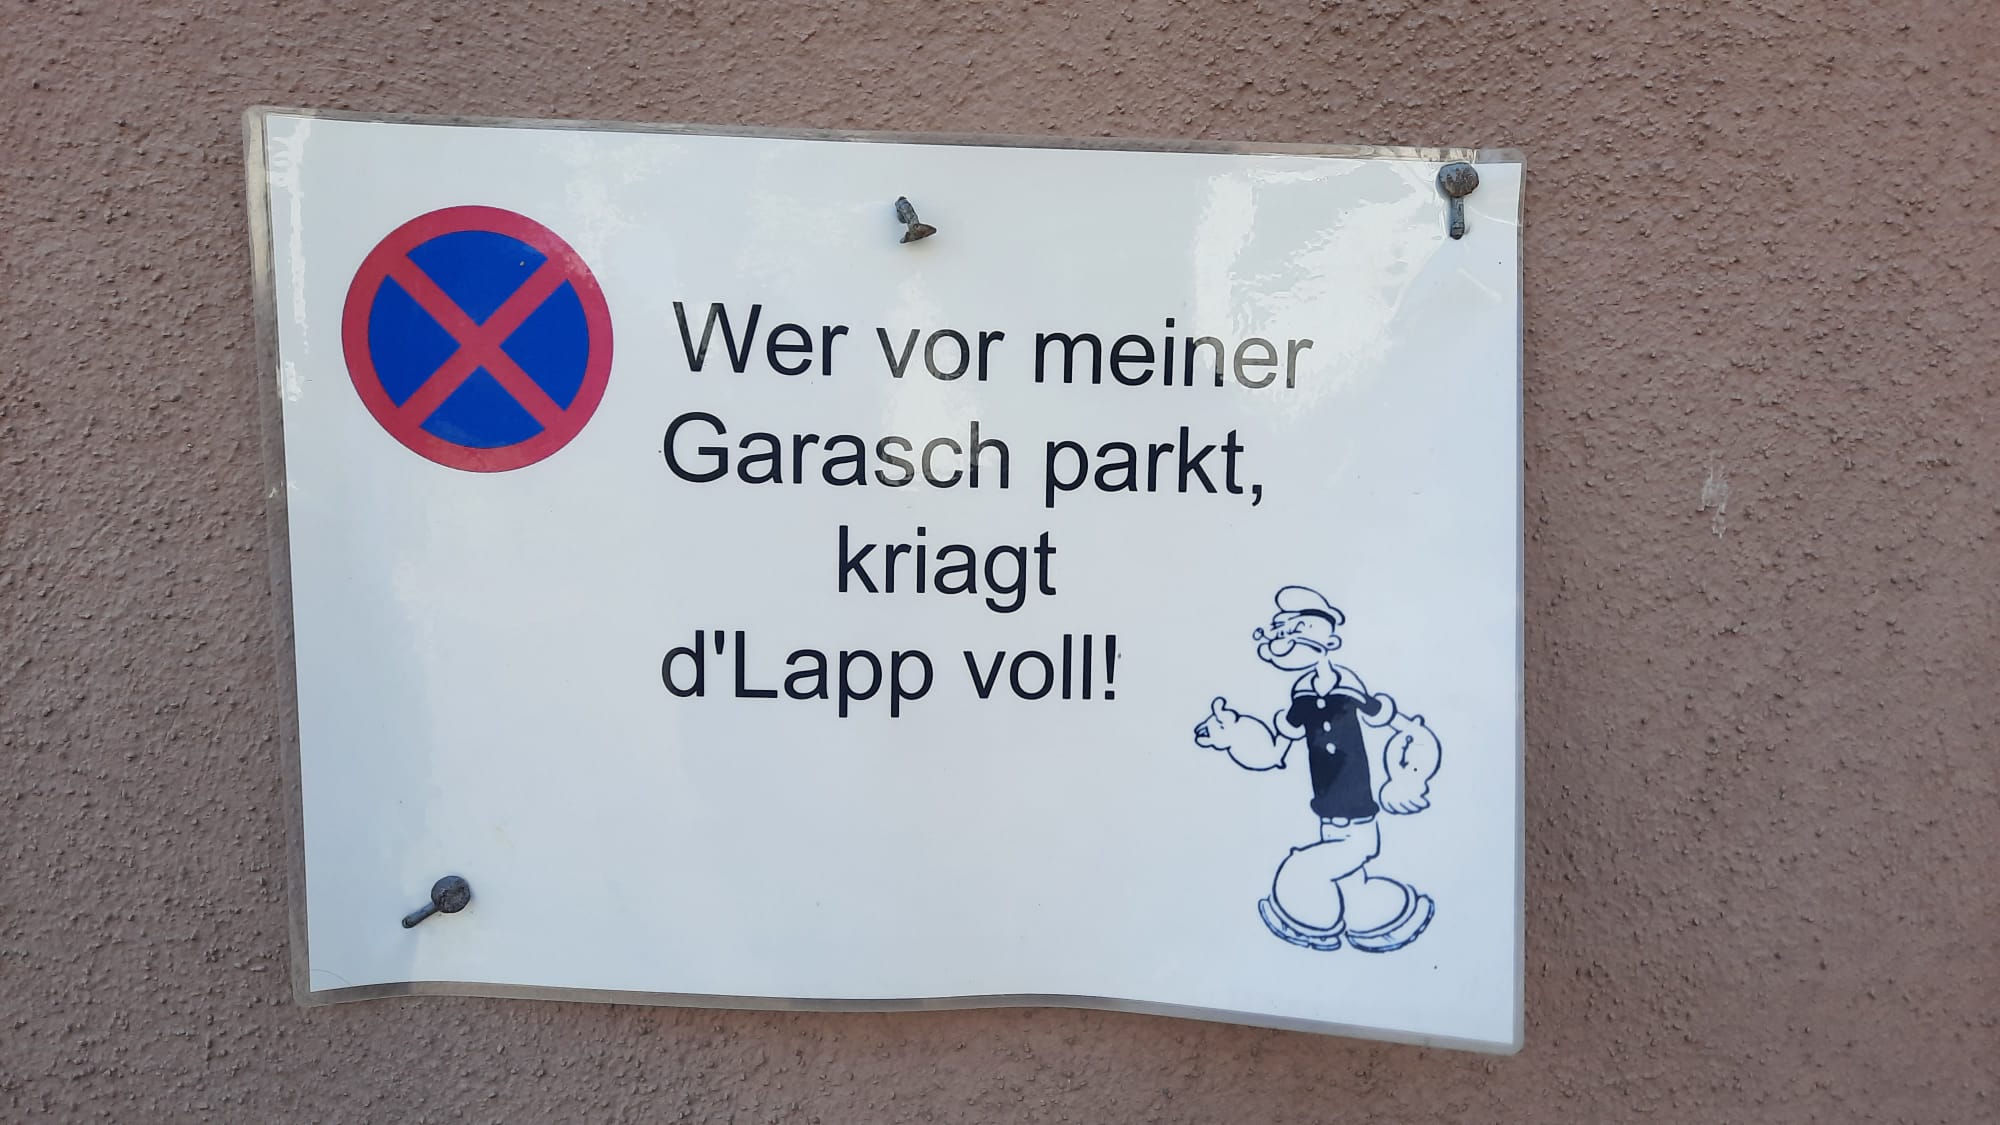 Wer vor meiner
Garasch parkt,
kriagt
d'Lapp voll!